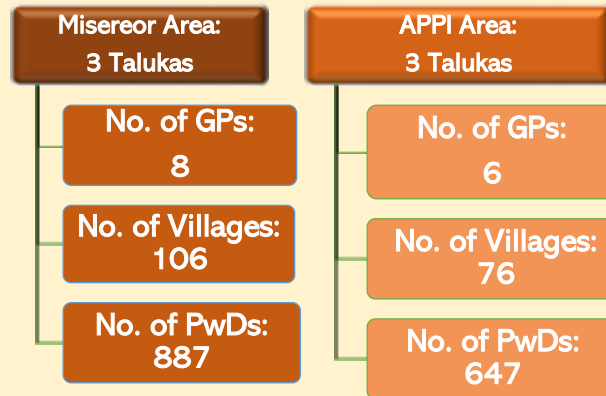 Misereor Area:
3 Talukas
No. of GPs:
8
No. of Villages:
106
No. of PwDs:
887
APPI Area:
3 Talukas
No. of GPs:
6
No. of Villages:
76
No. of PwDs:
647